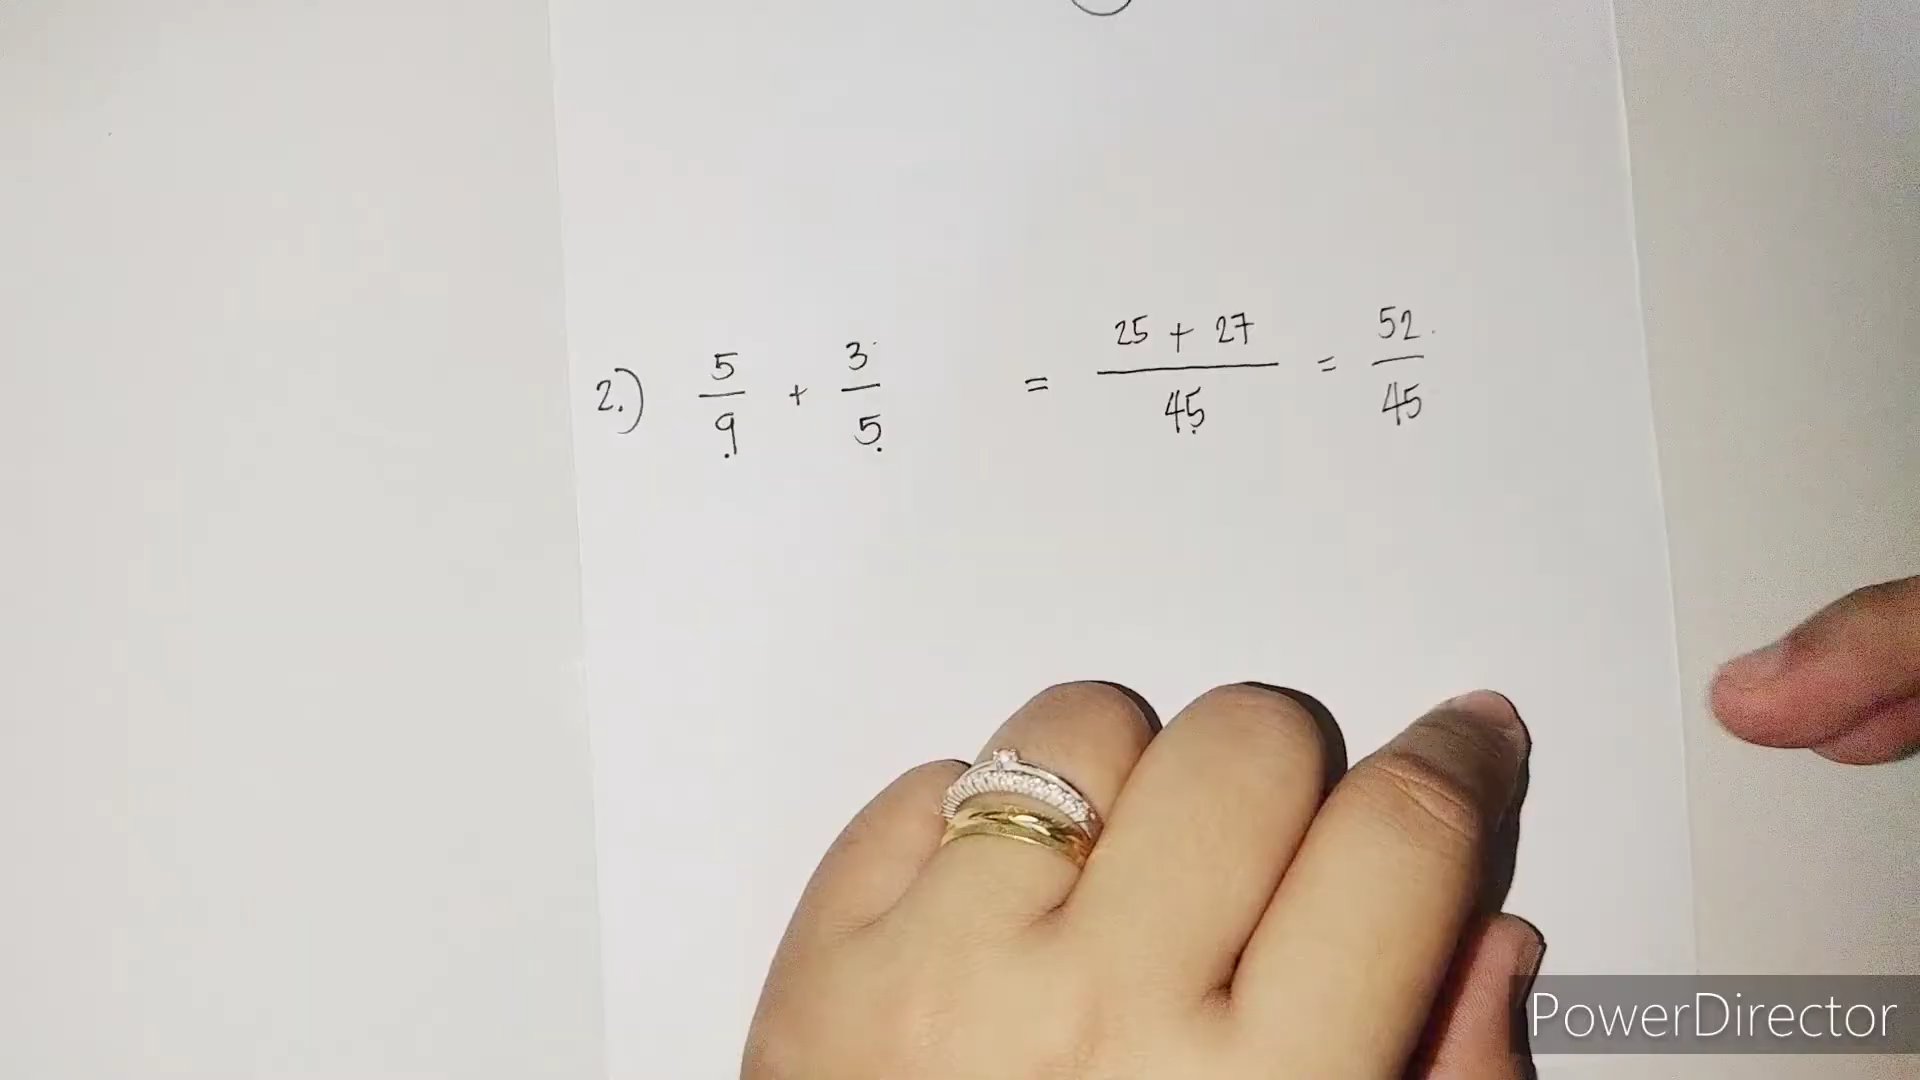 2.) 5/9 + 3/5 = (25 + 27)/45 = 52/45
PowerDirector